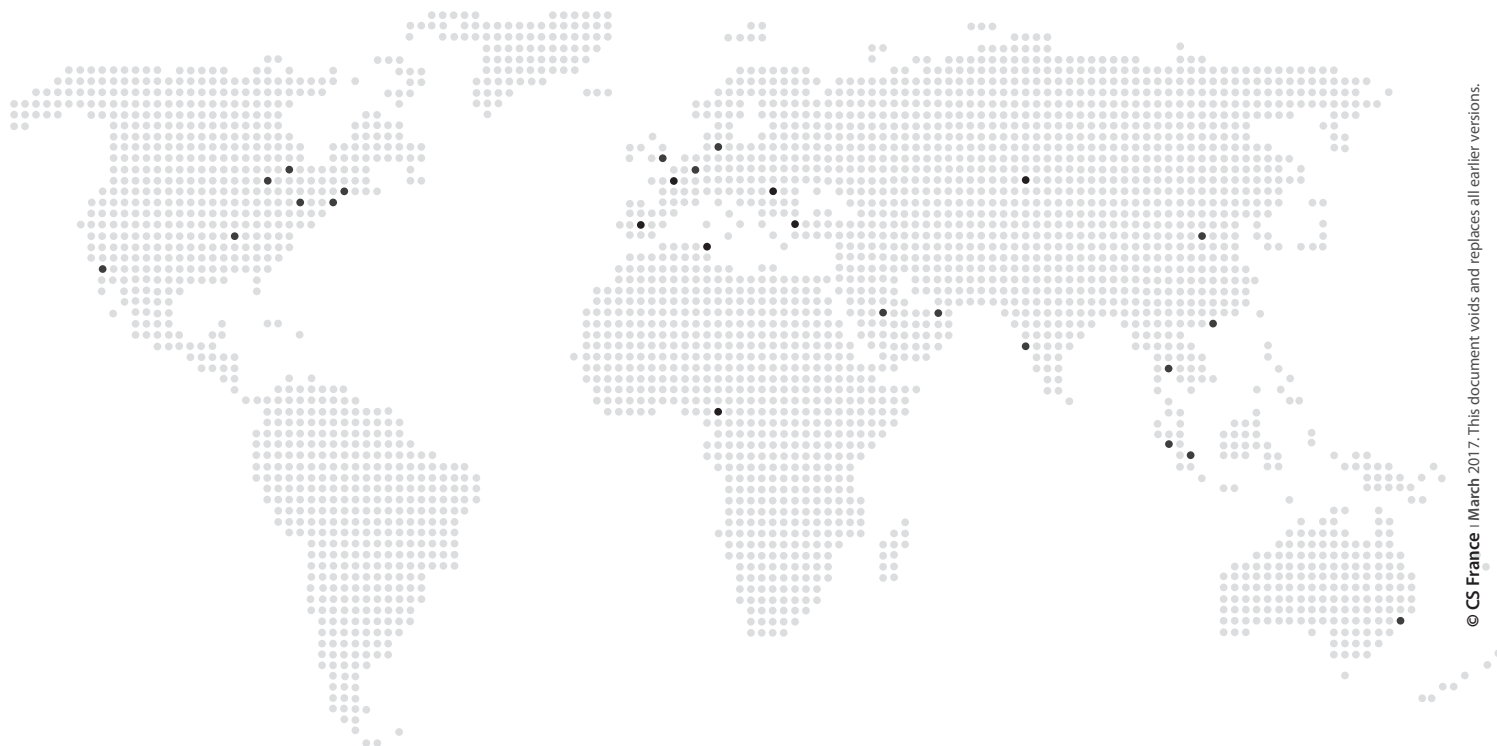 © CS France I March 2017. This document voids and replaces all earlier versions.